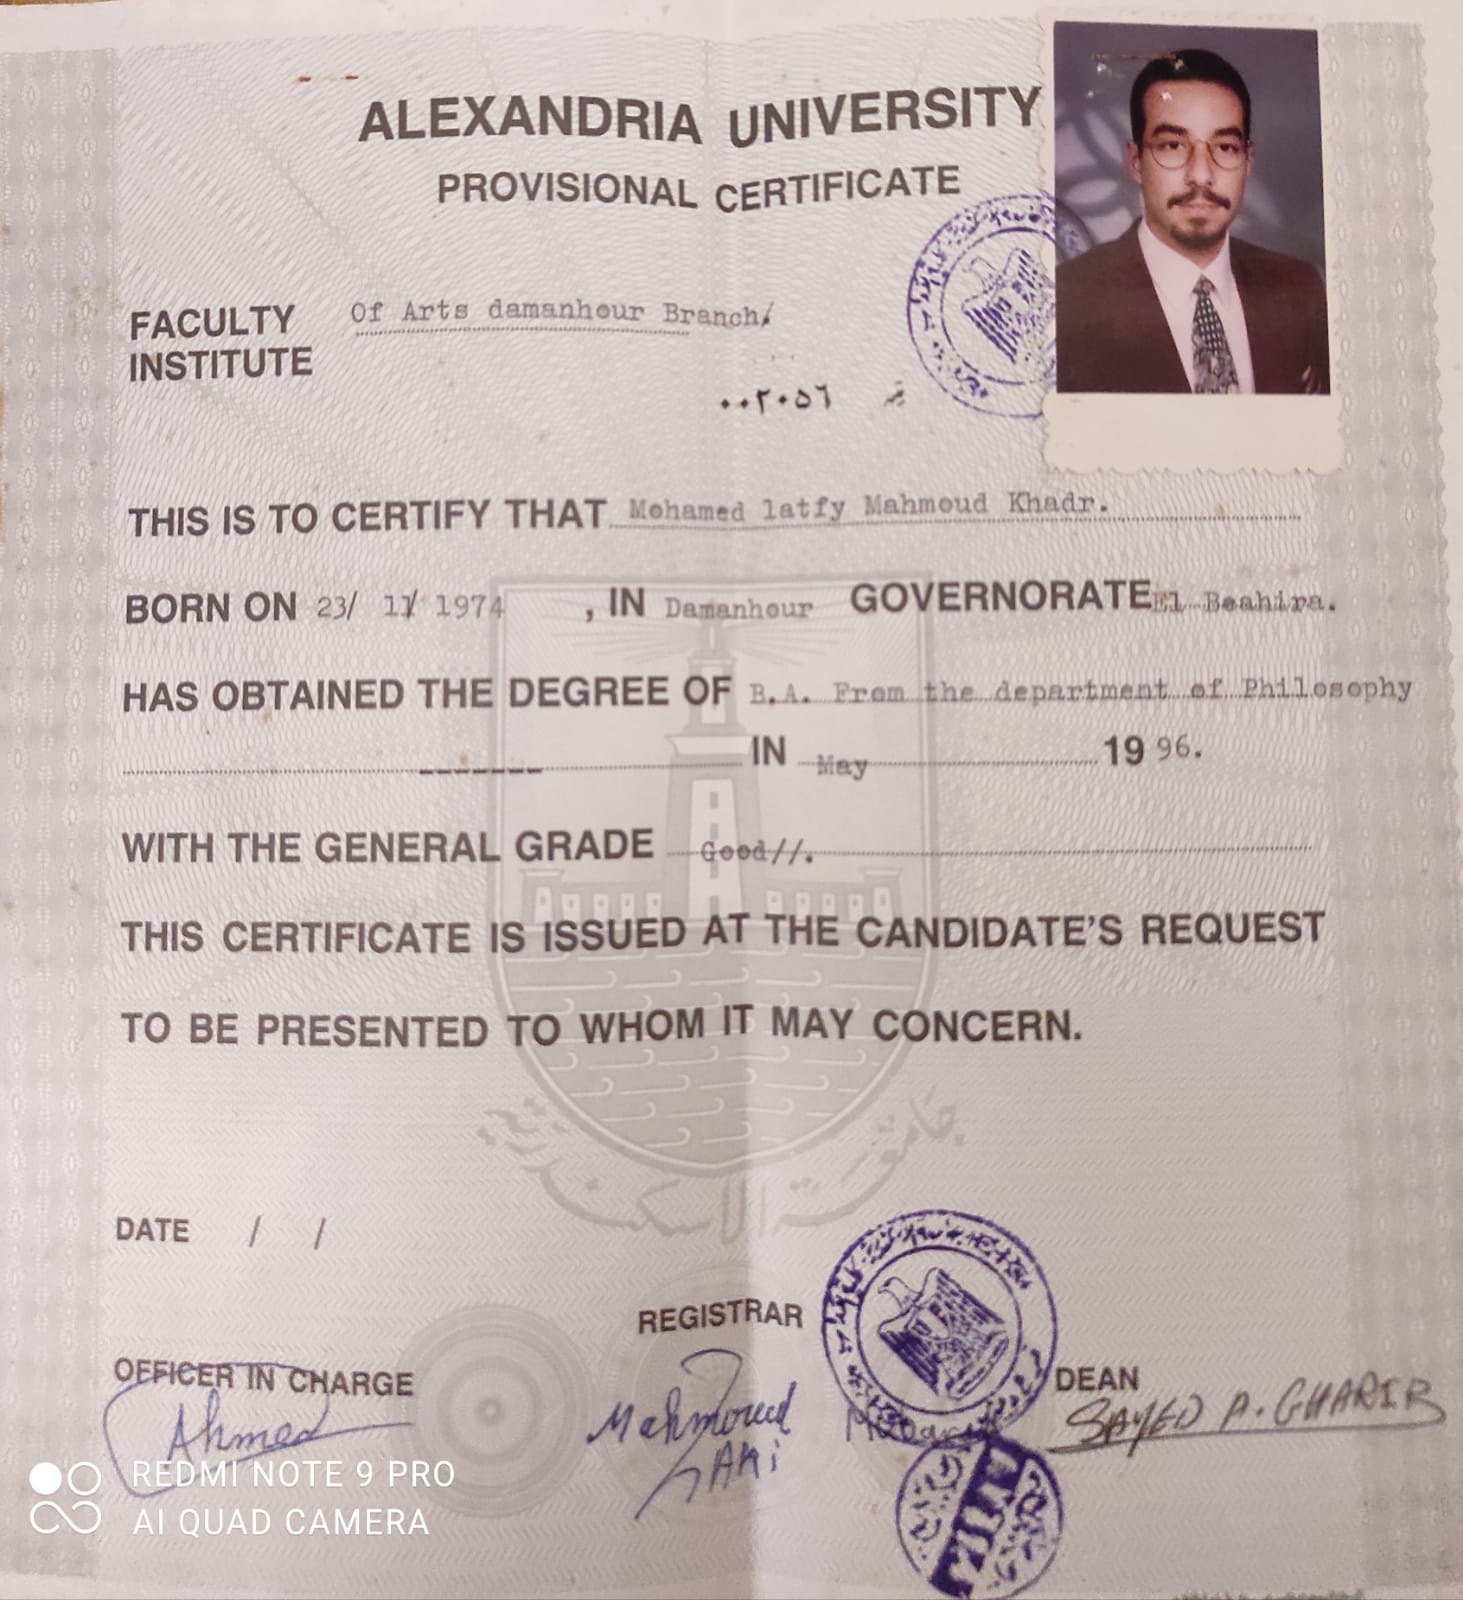 ALEXANDRIA UNIVERSITY
PROVISIONAL CERTIFICATE
FACULTY Of Arts damanhour Branch/
INSTITUTE
٠٠٢٠٥٦
THIS IS TO CERTIFY THAT Mohamed latfy Mahmoud Khadr.
BORN ON 23/ 11/ 1974 , IN Damanhour GOVERNORATE El Beahira.
HAS OBTAINED THE DEGREE OF B.A. From the department of Philosophy
------- IN May 1996.
WITH THE GENERAL GRADE Good//.
THIS CERTIFICATE IS ISSUED AT THE CANDIDATE'S REQUEST
TO BE PRESENTED TO WHOM IT MAY CONCERN.
جامعة الاسكندرية
DATE / /
REGISTRAR
OFFICER IN CHARGE
DEAN
Ahmed
Mahmoud
SAYED A. GHARIB
REDMI NOTE 9 PRO
AI QUAD CAMERA